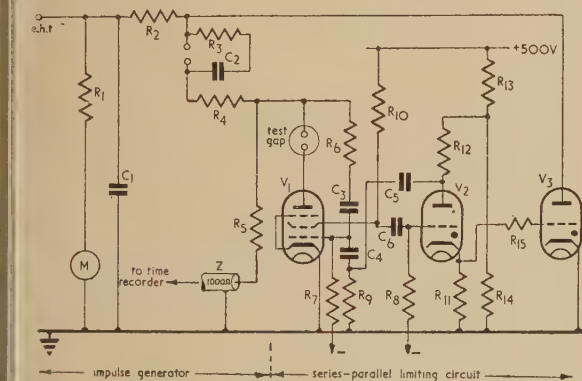 e.h.t
R2
R3
C2
+500V
R1
R4
R10
R13
test
gap
R6
R12
C1
V1
C5
V2
V3
R5
C3
C6
R15
M
C4
to time
recorder
Z
1000Ω
R7
R9
R8
R11
R14
−
−
impulse generator
series–parallel limiting circuit